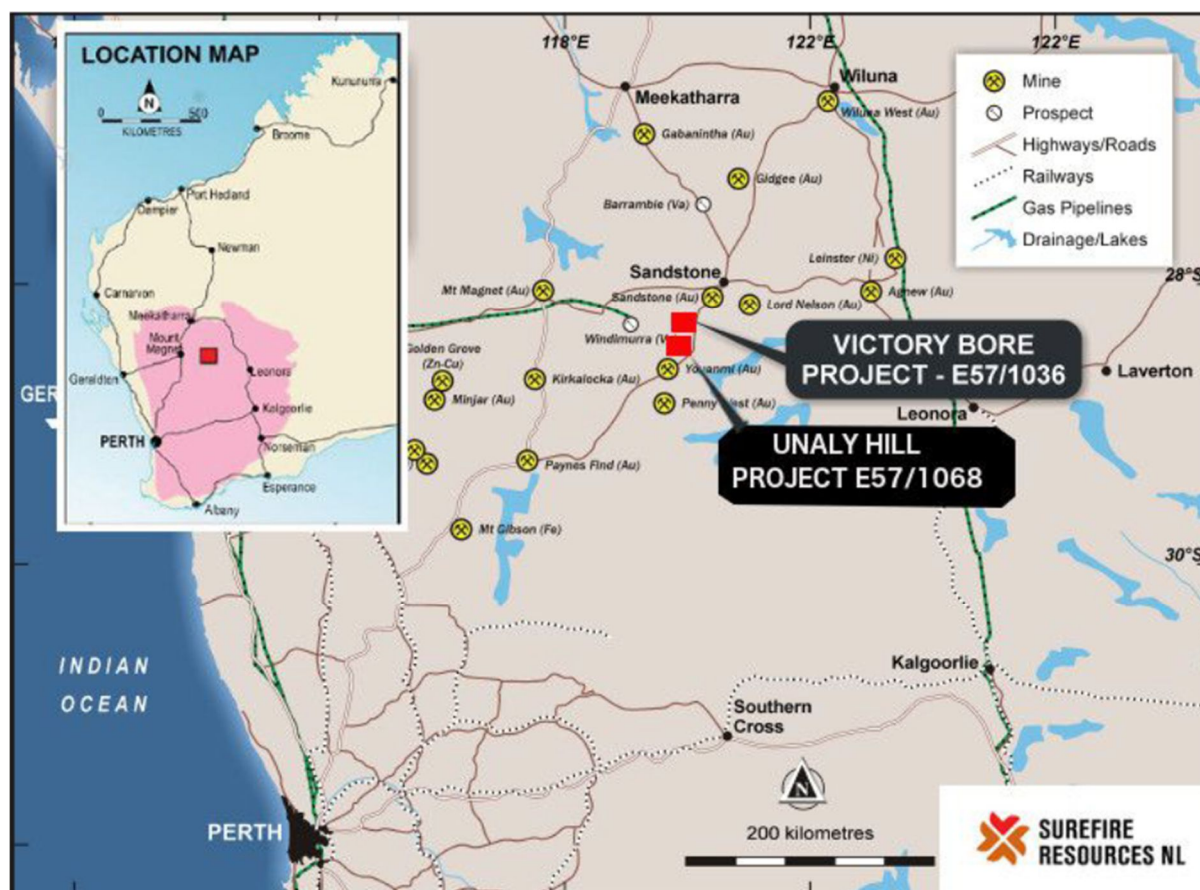 LOCATION MAP
N
0 500
KILOMETRES
Kununurra
Broome
Port Hedland
Dampier
Newman
Carnarvon
Meekatharra
Mount
Magnet
Geraldton
Leonora
Kalgoorlie
PERTH
Norseman
Esperance
Albany
118°E
122°E
122°E
Mine
Prospect
Highways/Roads
Railways
Gas Pipelines
Drainage/Lakes
Wiluna
Meekatharra
Wiluna West (Au)
Gabanintha (Au)
Gidgee (Au)
Barrambie (Va)
Leinster (Ni)
Sandstone
28°S
Mt Magnet (Au)
Sandstone (Au)
Lord Nelson (Au)
Agnew (Au)
Windimurra
VICTORY BORE
PROJECT - E57/1036
Golden Grove
(Zn-Cu)
Youanmi (Au)
Kirkalocka (Au)
Laverton
GER
Minjar (Au)
Penny West (Au)
Leonora
UNALY HILL
PROJECT E57/1068
Paynes Find (Au)
Mt Gibson (Fe)
30°S
INDIAN
OCEAN
Kalgoorlie
Southern
Cross
N
PERTH
200 kilometres
SUREFIRE
RESOURCES NL